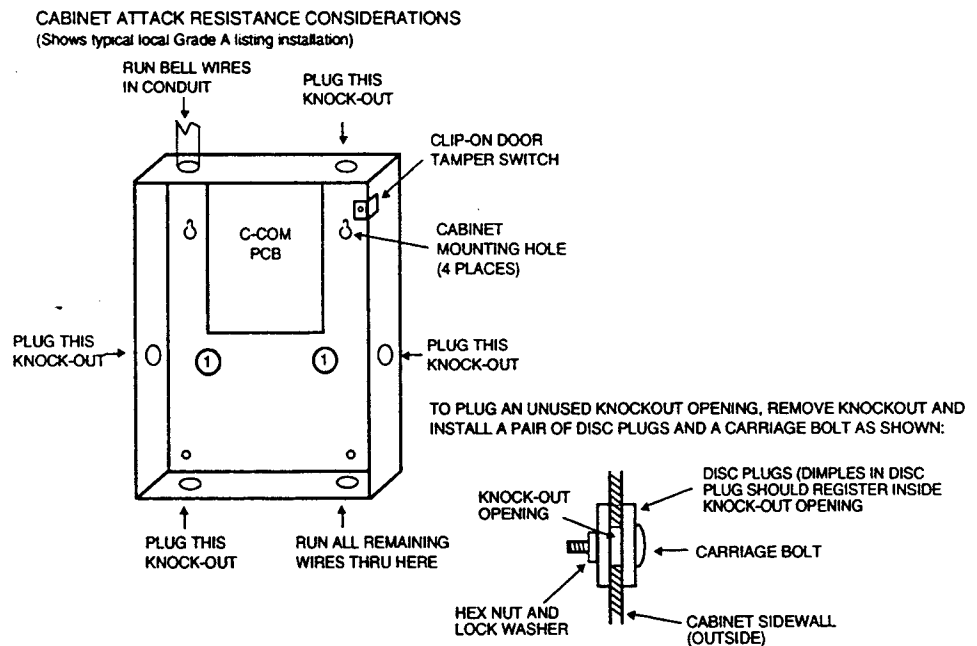 CABINET ATTACK RESISTANCE CONSIDERATIONS
(Shows typical local Grade A listing installation)
RUN BELL WIRES
IN CONDUIT
PLUG THIS
KNOCK-OUT
CLIP-ON DOOR
TAMPER SWITCH
C-COM
PCB
CABINET
MOUNTING HOLE
(4 PLACES)
PLUG THIS
KNOCK-OUT
1
1
PLUG THIS
KNOCK-OUT
TO PLUG AN UNUSED KNOCKOUT OPENING, REMOVE KNOCKOUT AND
INSTALL A PAIR OF DISC PLUGS AND A CARRIAGE BOLT AS SHOWN:
PLUG THIS
KNOCK-OUT
RUN ALL REMAINING
WIRES THRU HERE
KNOCK-OUT
OPENING
DISC PLUGS (DIMPLES IN DISC
PLUG SHOULD REGISTER INSIDE
KNOCK-OUT OPENING
CARRIAGE BOLT
HEX NUT AND
LOCK WASHER
CABINET SIDEWALL
(OUTSIDE)